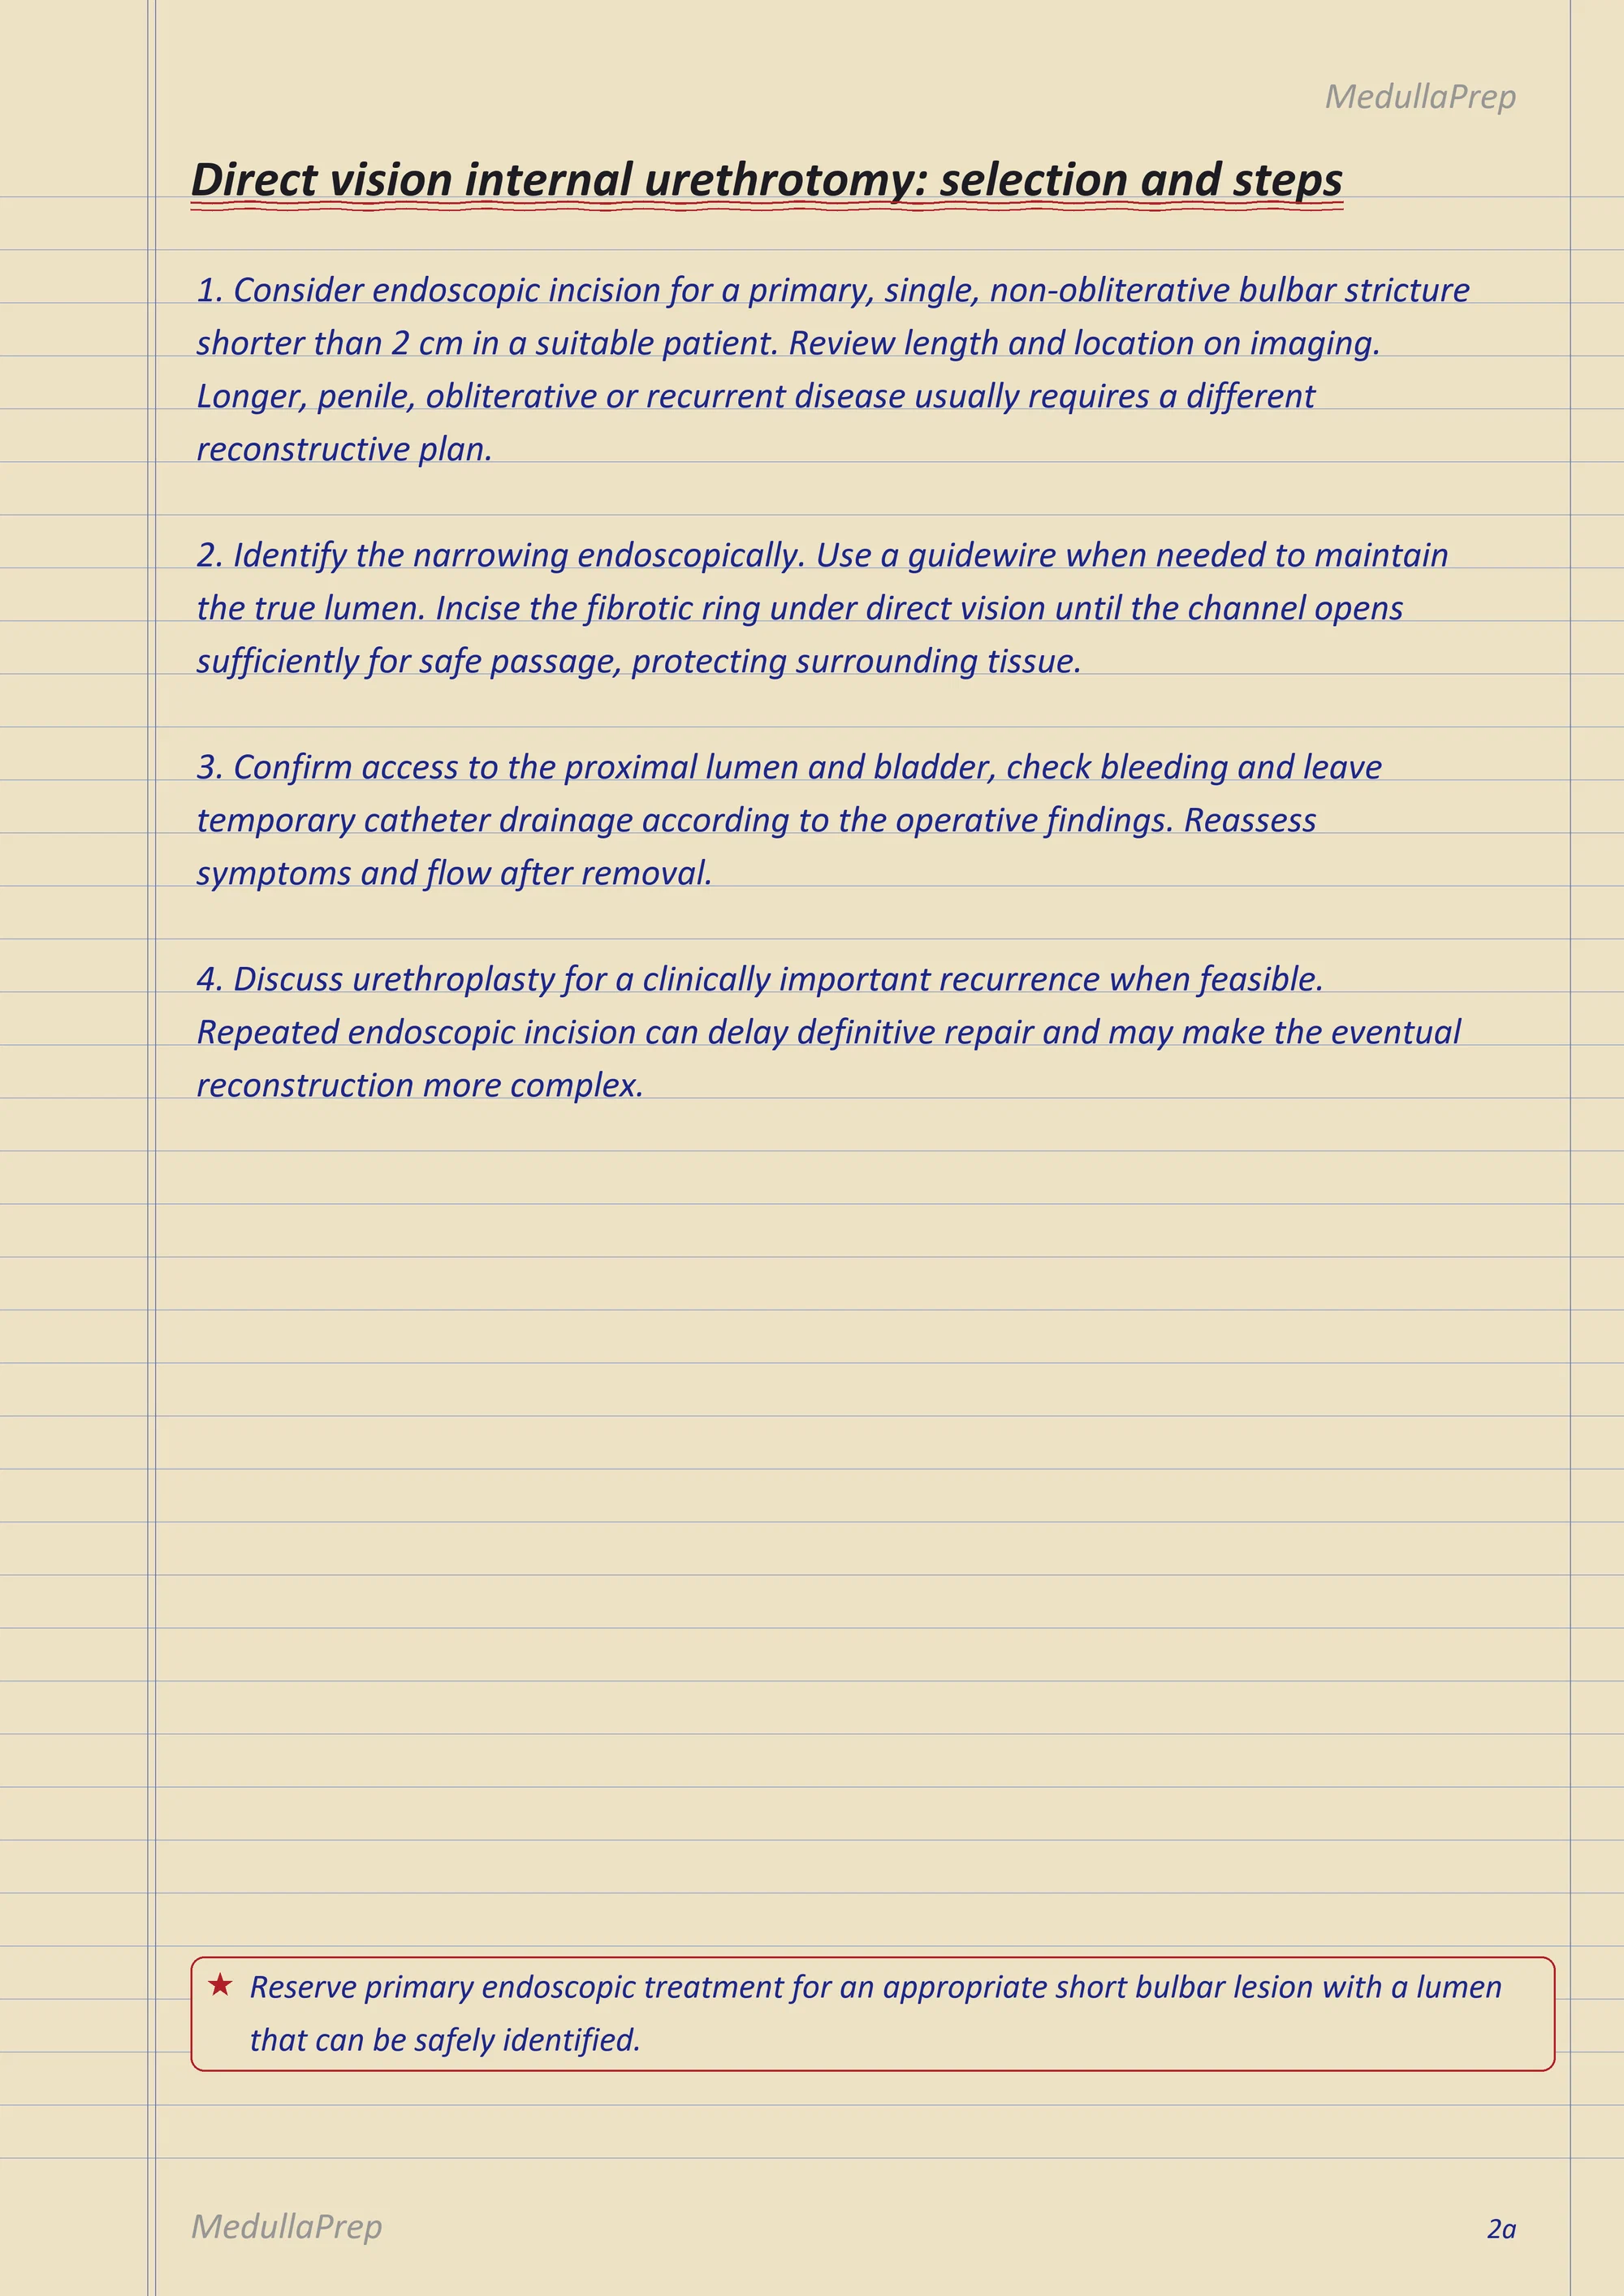 MedullaPrep
Direct vision internal urethrotomy: selection and steps
1. Consider endoscopic incision for a primary, single, non-obliterative bulbar stricture
shorter than 2 cm in a suitable patient. Review length and location on imaging.
Longer, penile, obliterative or recurrent disease usually requires a different
reconstructive plan.
2. Identify the narrowing endoscopically. Use a guidewire when needed to maintain
the true lumen. Incise the fibrotic ring under direct vision until the channel opens
sufficiently for safe passage, protecting surrounding tissue.
3. Confirm access to the proximal lumen and bladder, check bleeding and leave
temporary catheter drainage according to the operative findings. Reassess
symptoms and flow after removal.
4. Discuss urethroplasty for a clinically important recurrence when feasible.
Repeated endoscopic incision can delay definitive repair and may make the eventual
reconstruction more complex.
★ Reserve primary endoscopic treatment for an appropriate short bulbar lesion with a lumen
that can be safely identified.
MedullaPrep
2a